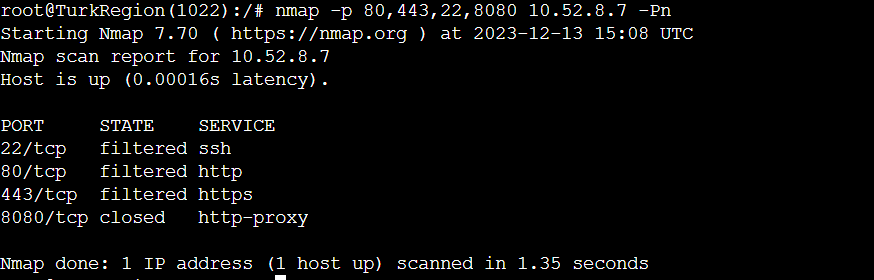 root@TurkRegion(1022):/# nmap -p 80,443,22,8080 10.52.8.7 -Pn
Starting Nmap 7.70 ( https://nmap.org ) at 2023-12-13 15:08 UTC
Nmap scan report for 10.52.8.7
Host is up (0.00016s latency).
PORT     STATE    SERVICE
22/tcp   filtered ssh
80/tcp   filtered http
443/tcp  filtered https
8080/tcp closed   http-proxy
Nmap done: 1 IP address (1 host up) scanned in 1.35 seconds